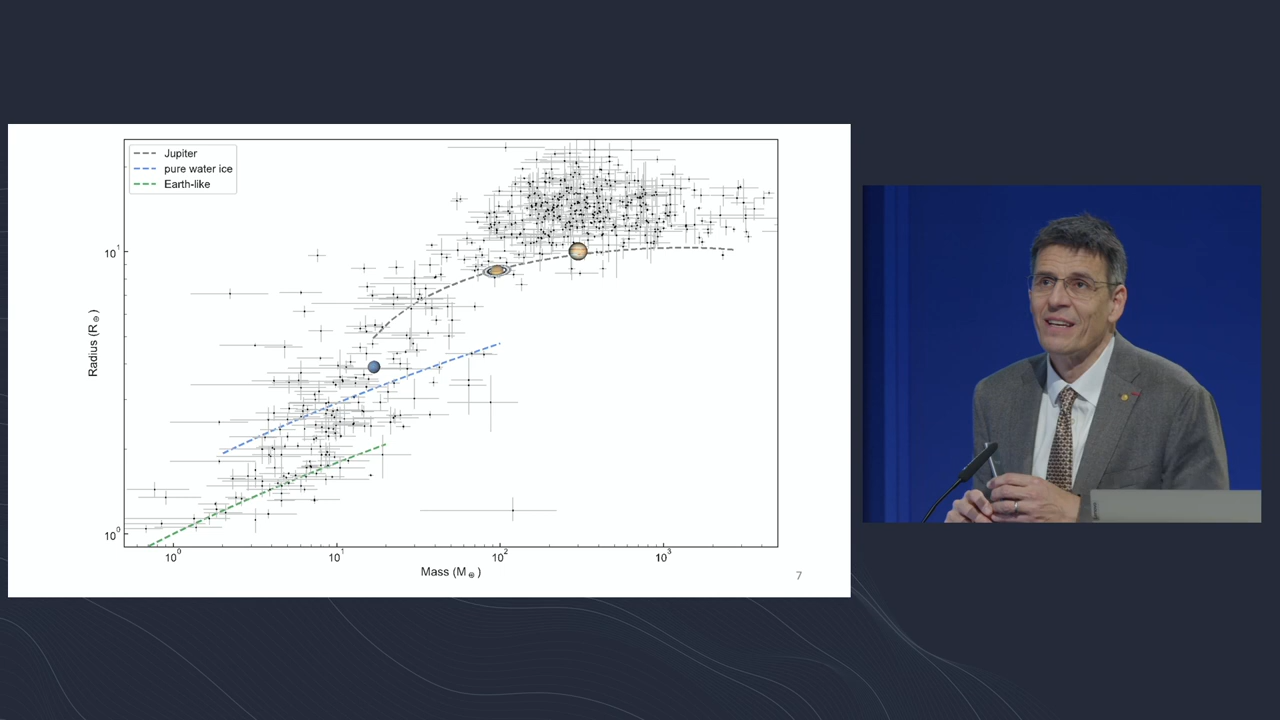 Jupiter
pure water ice
Earth-like
10¹
10⁰
Radius (R⊕)
10⁰
10¹
10²
10³
Mass (M⊕)
7